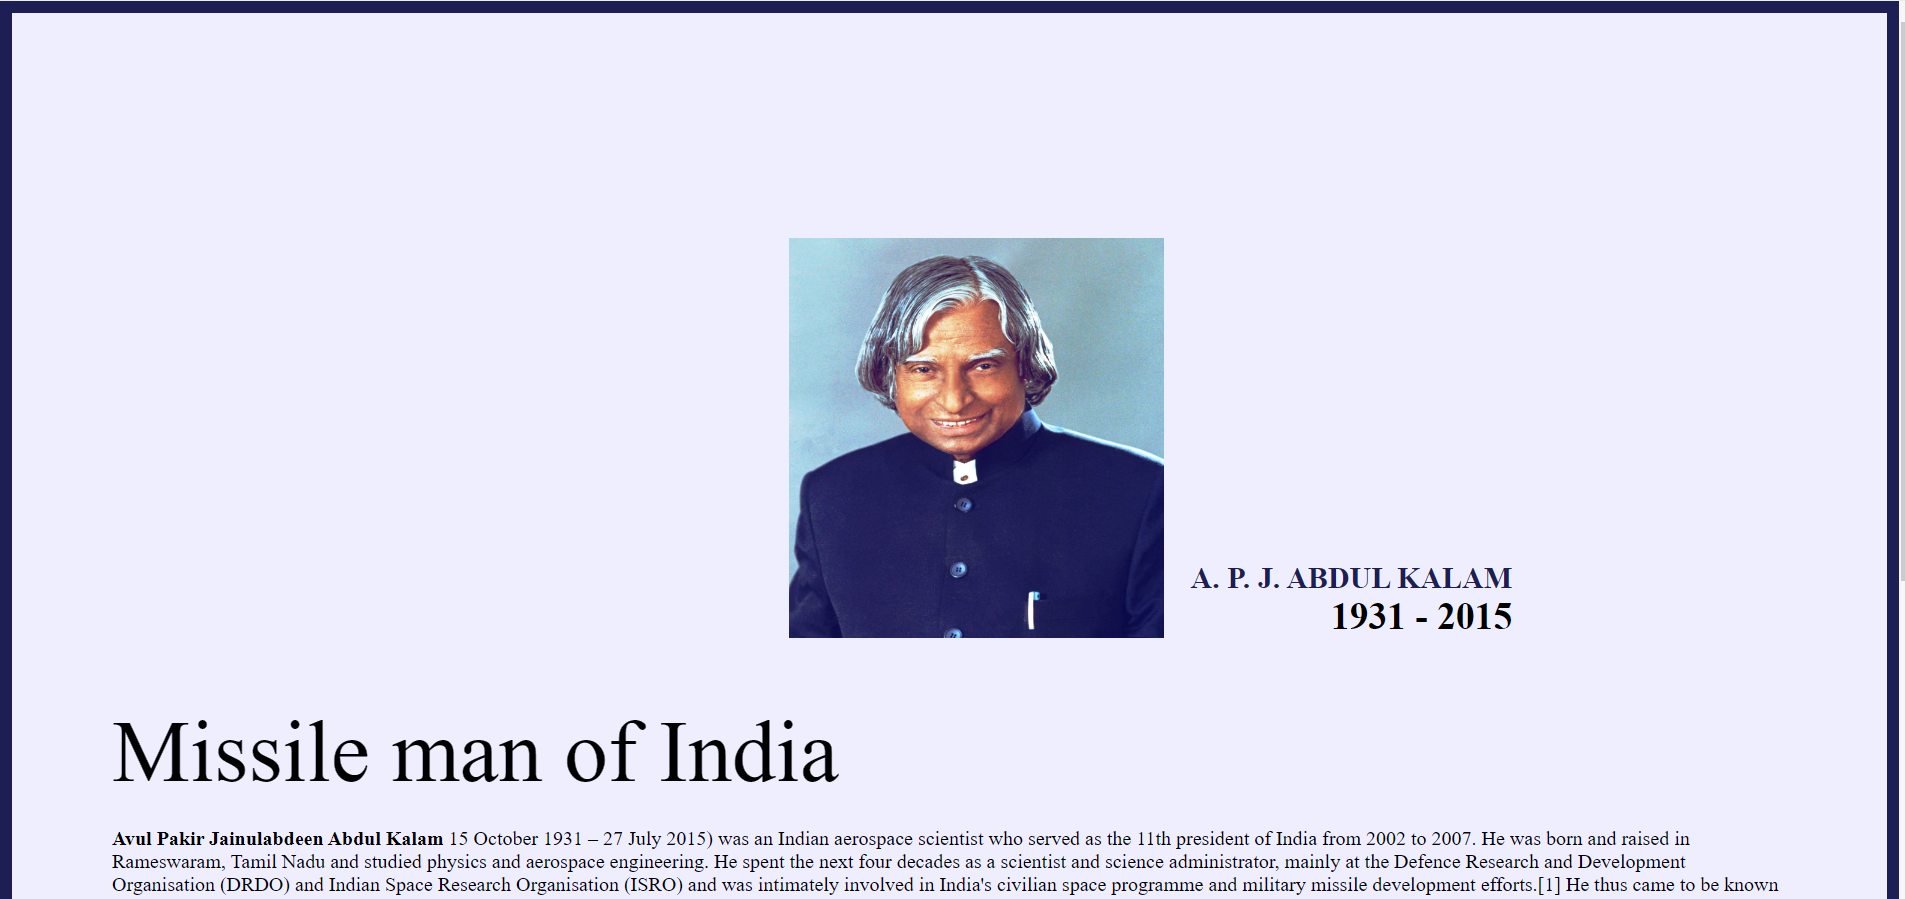 A. P. J. ABDUL KALAM
1931 - 2015
Missile man of India
Avul Pakir Jainulabdeen Abdul Kalam 15 October 1931 – 27 July 2015) was an Indian aerospace scientist who served as the 11th president of India from 2002 to 2007. He was born and raised in
Rameswaram, Tamil Nadu and studied physics and aerospace engineering. He spent the next four decades as a scientist and science administrator, mainly at the Defence Research and Development
Organisation (DRDO) and Indian Space Research Organisation (ISRO) and was intimately involved in India's civilian space programme and military missile development efforts.[1] He thus came to be known